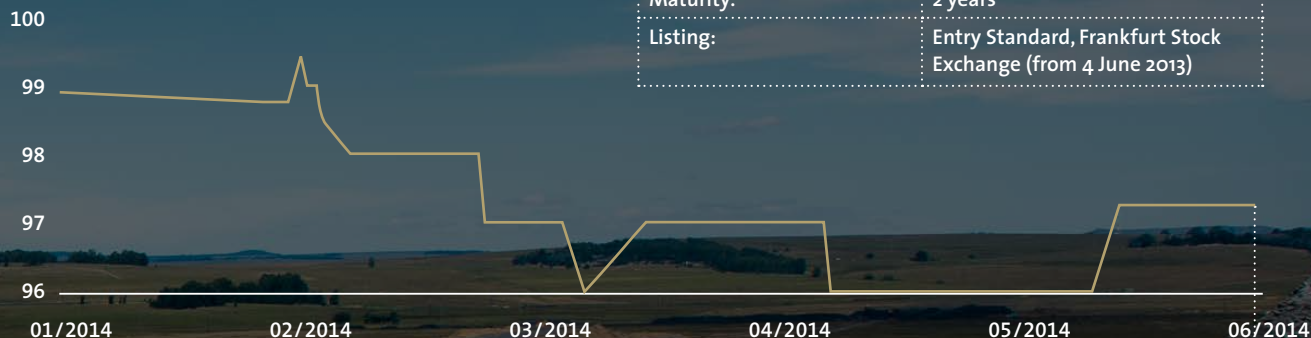 Maturity: 2 years
100
Listing: Entry Standard, Frankfurt Stock
Exchange (from 4 June 2013)
99
98
97
96
01/2014 02/2014 03/2014 04/2014 05/2014 06/2014